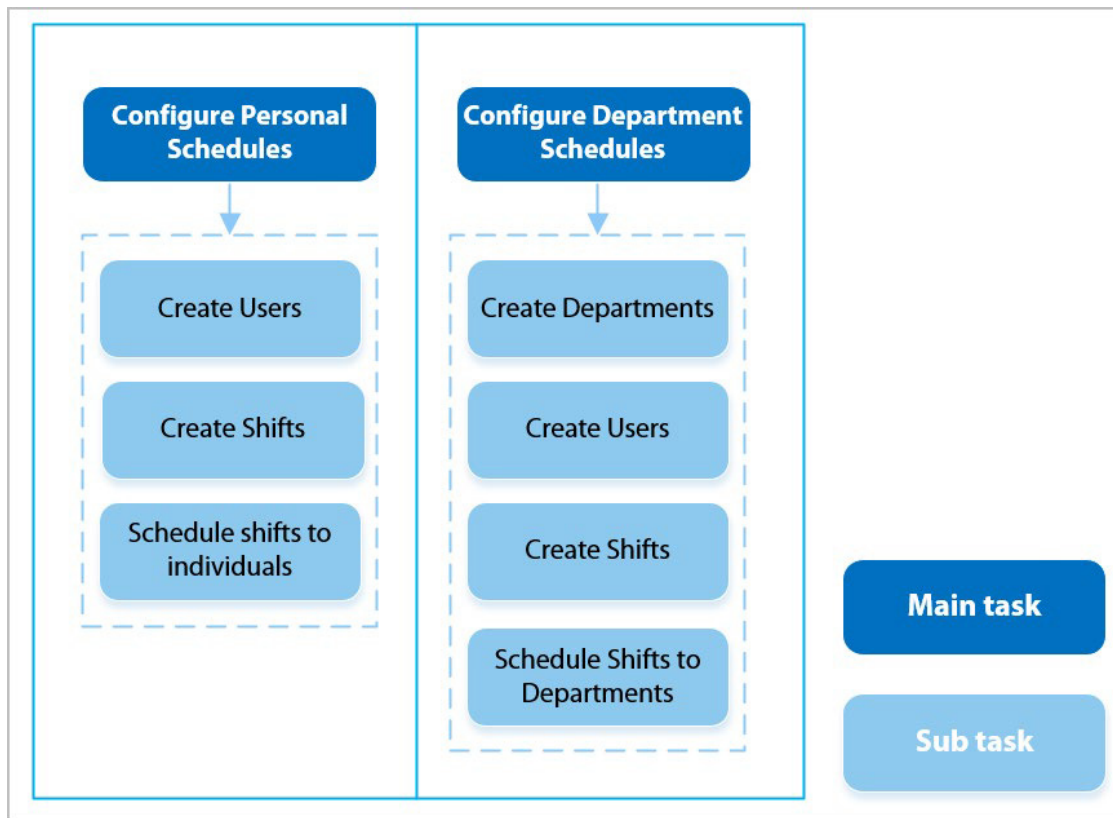 Configure Personal
Schedules
Create Users
Create Shifts
Schedule shifts to
individuals
Configure Department
Schedules
Create Departments
Create Users
Create Shifts
Schedule Shifts to
Departments
Main task
Sub task